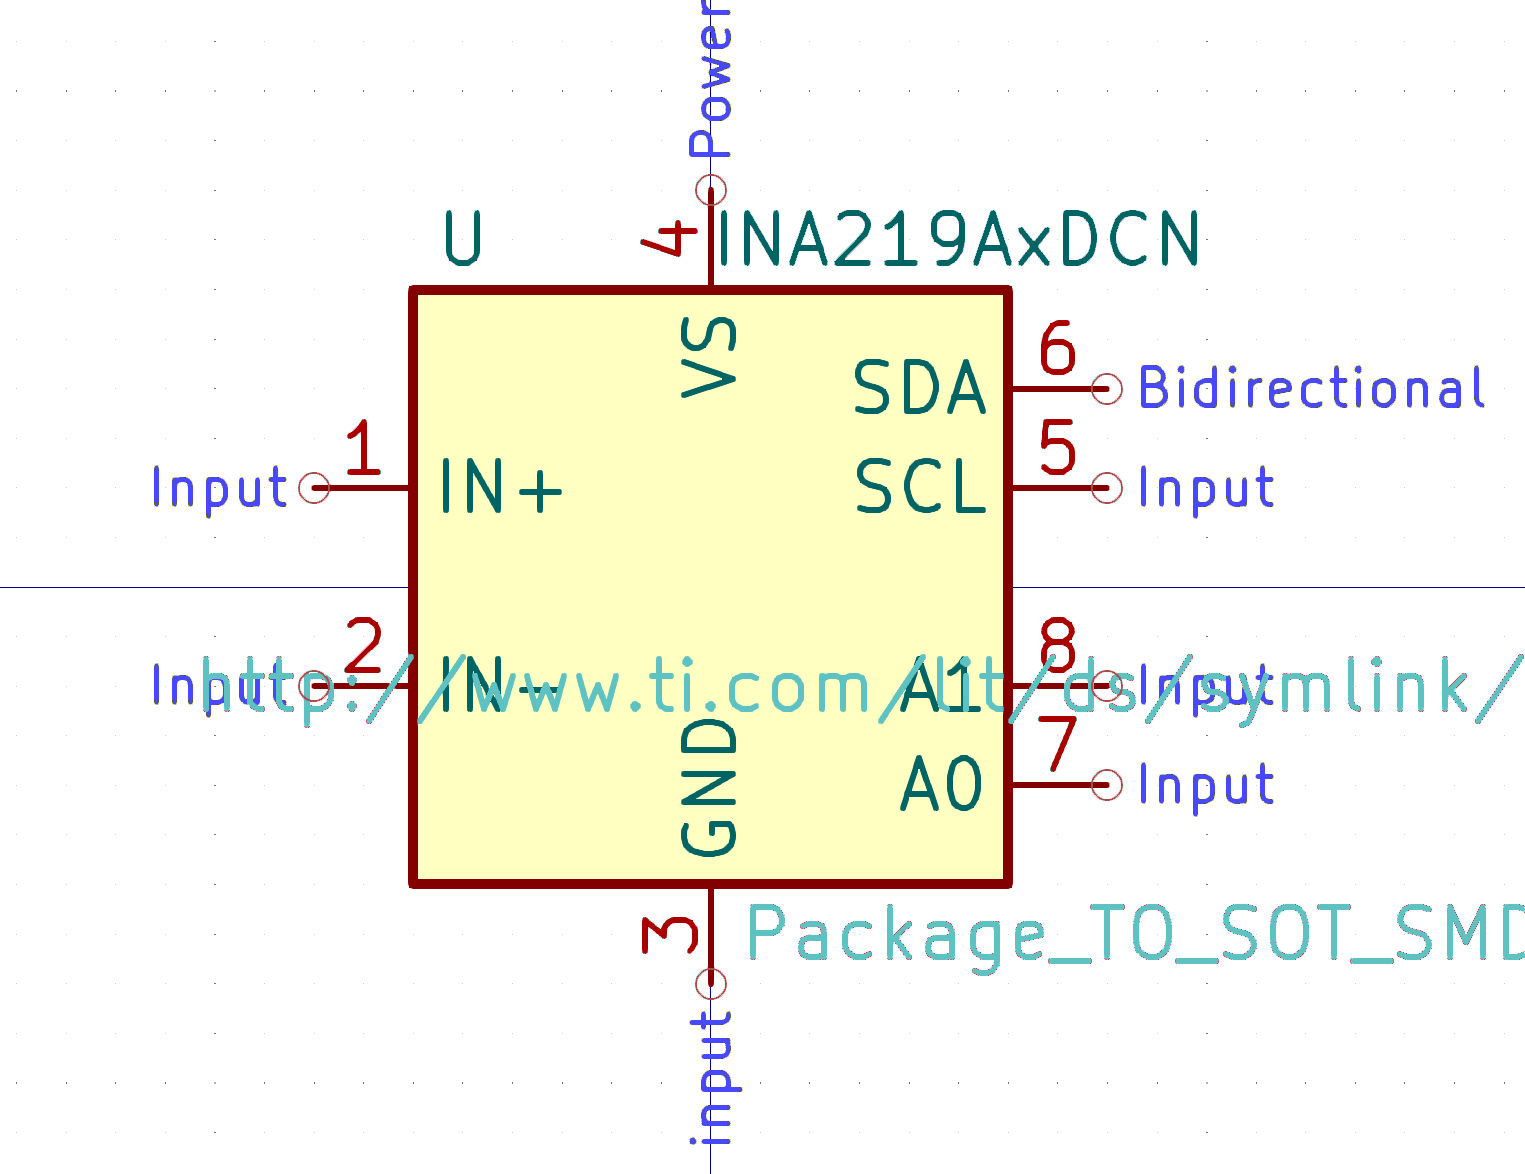 Power
4
U
INA219AxDCN
VS
6
SDA
Bidirectional
1
5
Input
IN+
SCL
Input
2
8
Input
IN-
A1
Input
http://www.ti.com/lit/ds/symlink/
7
GND
A0
Input
3
Package_TO_SOT_SMD
input